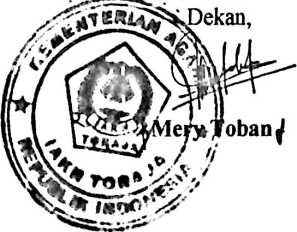 Dekan,
KEMENTERIAN AGAMA
IAKN TORAJA
REPUBLIK INDONESIA
Mery Toban